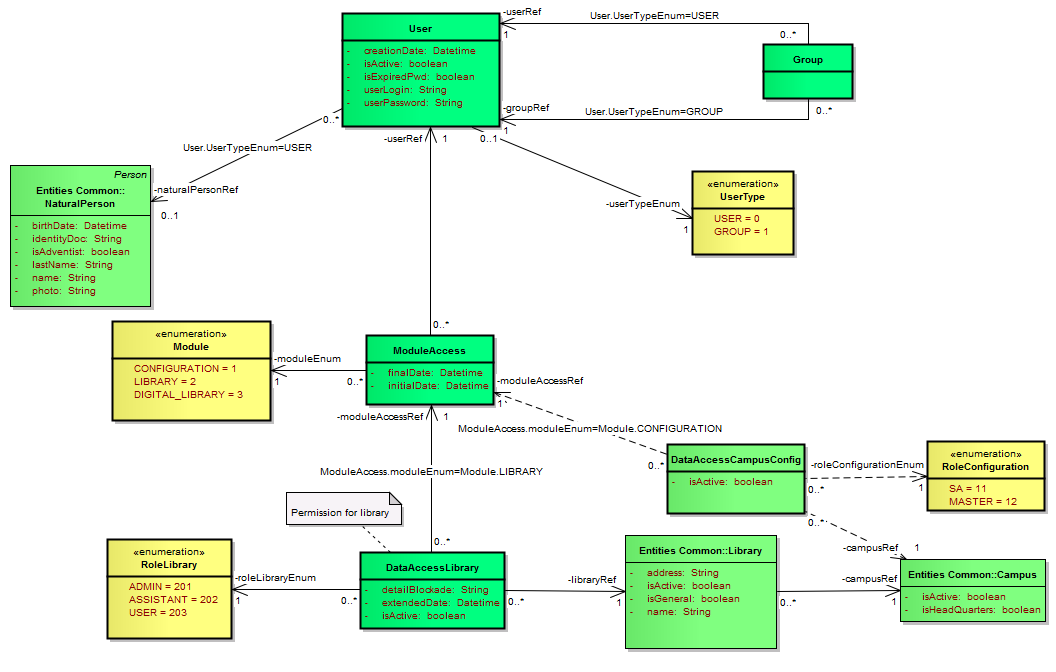 User
- creationDate: Datetime
- isActive: boolean
- isExpiredPwd: boolean
- userLogin: String
- userPassword: String
-userRef
1
User.UserTypeEnum=USER
0..*
Group
0..*
-groupRef
1
User.UserTypeEnum=GROUP
0..*
User.UserTypeEnum=USER
-naturalPersonRef
0..1
-userRef
1
0..1
-userTypeEnum
1
Person
Entities Common::
NaturalPerson
- birthDate: Datetime
- identityDoc: String
- isAdventist: boolean
- lastName: String
- name: String
- photo: String
«enumeration»
UserType
USER = 0
GROUP = 1
0..*
«enumeration»
Module
CONFIGURATION = 1
LIBRARY = 2
DIGITAL_LIBRARY = 3
-moduleEnum
1
0..*
ModuleAccess
- finalDate: Datetime
- initialDate: Datetime
-moduleAccessRef
1
-moduleAccessRef
1
ModuleAccess.moduleEnum=Module.CONFIGURATION
0..*
ModuleAccess.moduleEnum=Module.LIBRARY
DataAccessCampusConfig
- isActive: boolean
-roleConfigurationEnum
0..*
1
«enumeration»
RoleConfiguration
SA = 11
MASTER = 12
0..*
-campusRef
1
Permission for library
0..*
«enumeration»
RoleLibrary
ADMIN = 201
ASSISTANT = 202
USER = 203
-roleLibraryEnum
1
0..*
DataAccessLibrary
- detailBlockade: String
- extendedDate: Datetime
- isActive: boolean
0..*
-libraryRef
1
Entities Common::Library
- address: String
- isActive: boolean
- isGeneral: boolean
- name: String
0..*
-campusRef
1
Entities Common::Campus
- isActive: boolean
- isHeadQuarters: boolean